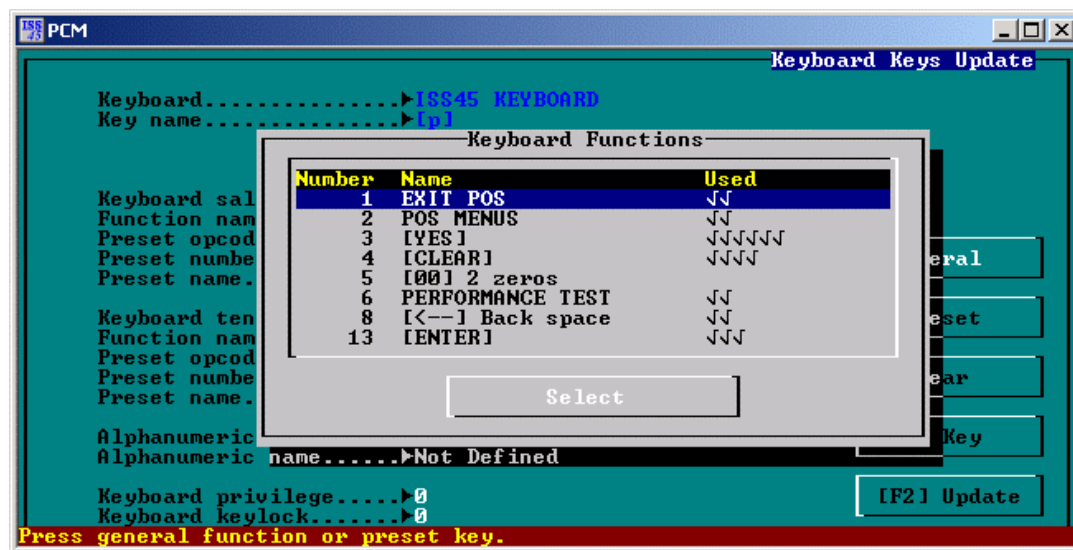 ISS
45 PCM
Keyboard Keys Update
Keyboard...............►ISS45 KEYBOARD
Key name...............►[p]
Keyboard Functions
Number Name Used
1 EXIT POS √√
2 POS MENUS √√
3 [YES] √√√√√√
4 [CLEAR] √√√√
5 [00] 2 zeros
6 PERFORMANCE TEST √√
8 [<--] Back space √√
13 [ENTER] √√√
Select
Keyboard sal
Function nam
Preset opcod
Preset numbe
Preset name.
Keyboard ten
Function nam
Preset opcod
Preset numbe
Preset name.
Alphanumeric
Alphanumeric name......►Not Defined
Keyboard privilege.....►0
Keyboard keylock.......►0
eral
eset
ear
Key
[F2] Update
Press general function or preset key.